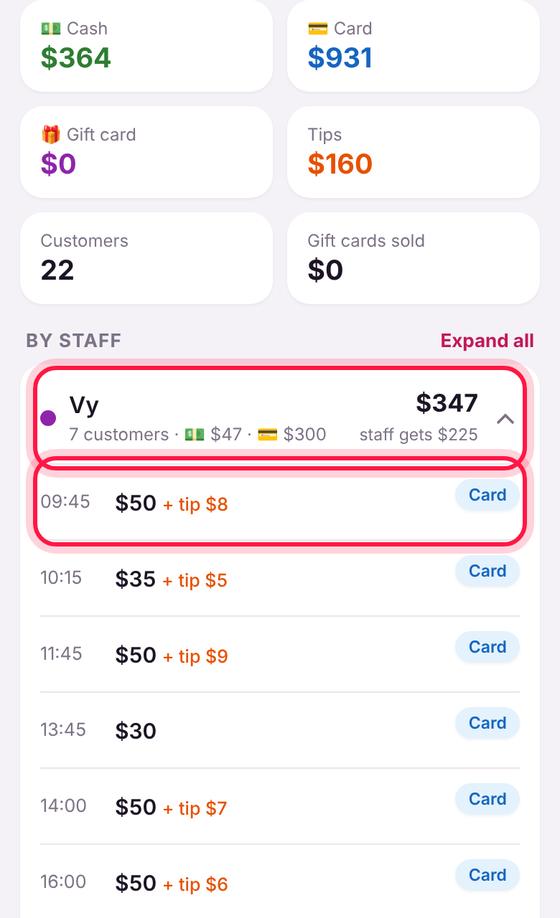 💵 Cash
$364
💳 Card
$931
🎁 Gift card
$0
Tips
$160
Customers
22
Gift cards sold
$0
BY STAFF
Expand all
Vy
$347
7 customers · 💵 $47 · 💳 $300
staff gets $225
09:45 $50 + tip $8 Card
10:15 $35 + tip $5 Card
11:45 $50 + tip $9 Card
13:45 $30 Card
14:00 $50 + tip $7 Card
16:00 $50 + tip $6 Card